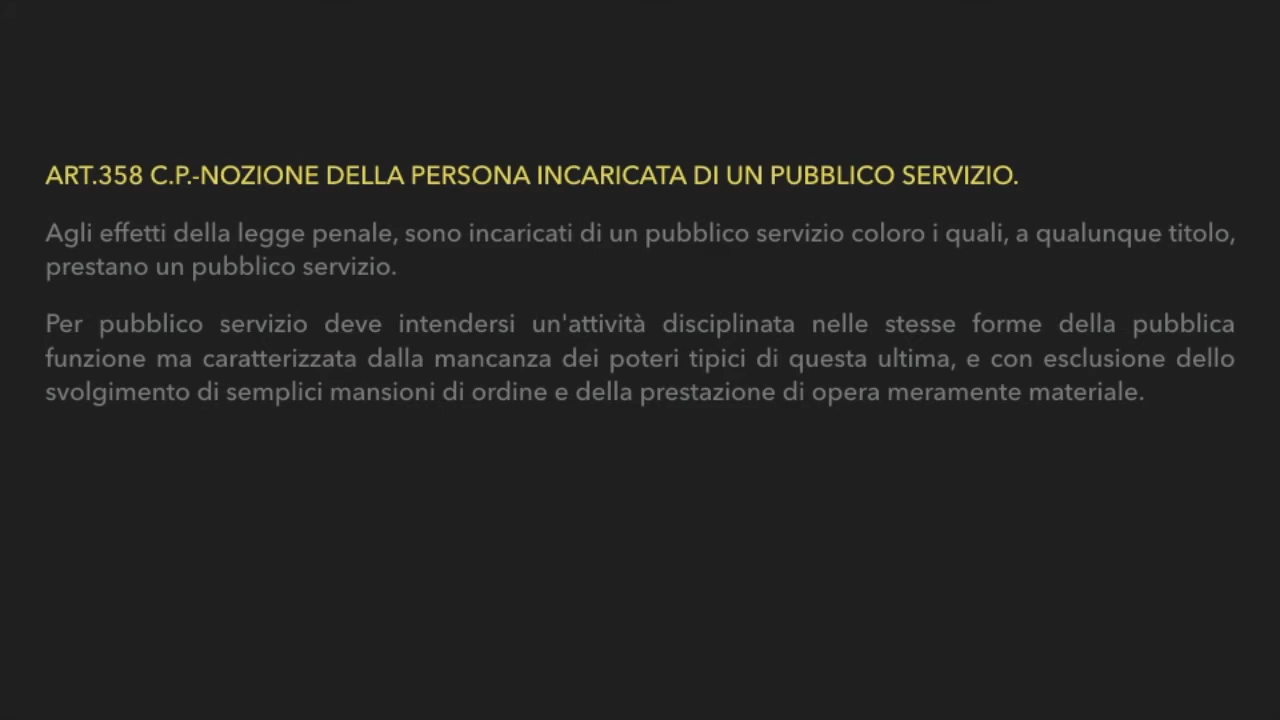 ART.358 C.P.-NOZIONE DELLA PERSONA INCARICATA DI UN PUBBLICO SERVIZIO.
Agli effetti della legge penale, sono incaricati di un pubblico servizio coloro i quali, a qualunque titolo,
prestano un pubblico servizio.
Per pubblico servizio deve intendersi un'attività disciplinata nelle stesse forme della pubblica
funzione ma caratterizzata dalla mancanza dei poteri tipici di questa ultima, e con esclusione dello
svolgimento di semplici mansioni di ordine e della prestazione di opera meramente materiale.